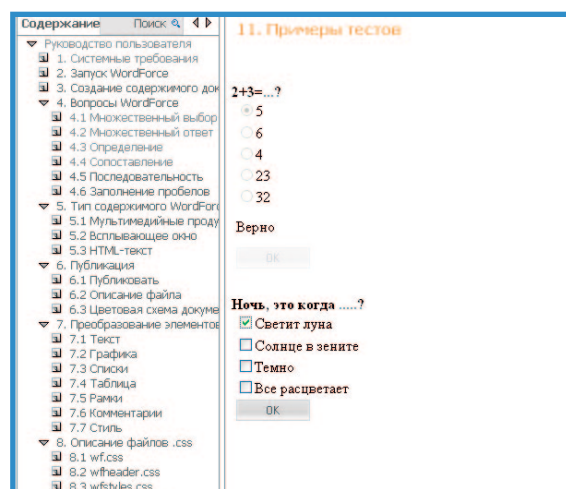 Содержание Поиск
Руководство пользователя
1. Системные требования
2. Запуск WordForce
3. Создание содержимого док
4. Вопросы WordForce
4.1 Множественный выбор
4.2 Множественный ответ
4.3 Определение
4.4 Сопоставление
4.5 Последовательность
4.6 Заполнение пробелов
5. Тип содержимого WordForc
5.1 Мультимедийные проду
5.2 Всплывающее окно
5.3 HTML-текст
6. Публикация
6.1 Публиковать
6.2 Описание файла
6.3 Цветовая схема докуме
7. Преобразование элементов
7.1 Текст
7.2 Графика
7.3 Списки
7.4 Таблица
7.5 Рамки
7.6 Комментарии
7.7 Стиль
8. Описание файлов .css
8.1 wf.css
8.2 wfheader.css
8.3 wfstyles.css
11. Примеры тестов
2+3=...?
5
6
4
23
32
Верно
OK
Ночь, это когда .....?
Светит луна
Солнце в зените
Темно
Все расцветает
OK